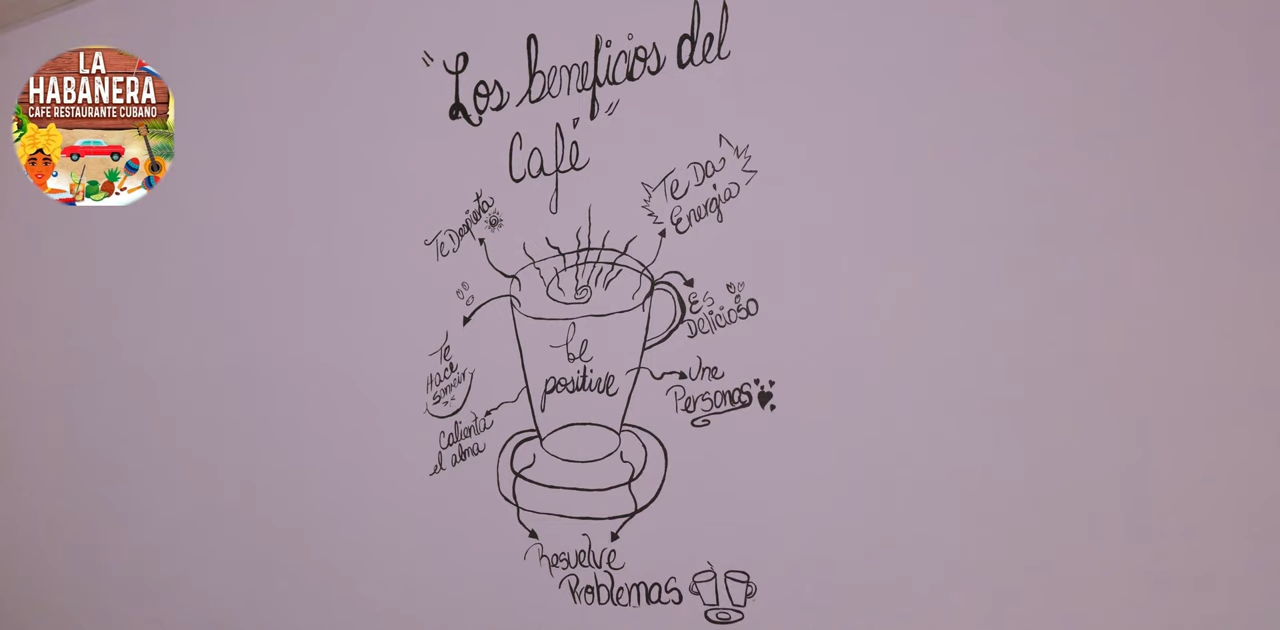 LA
HABANERA
CAFE RESTAURANTE CUBANO
"Los beneficios del
Café"
Te Despierta
Te Da
Energía
Es
Delicioso
Te
Hace
Sonreir
be
positive
Une
Personas
Calienta
el alma
Resuelve
Problemas